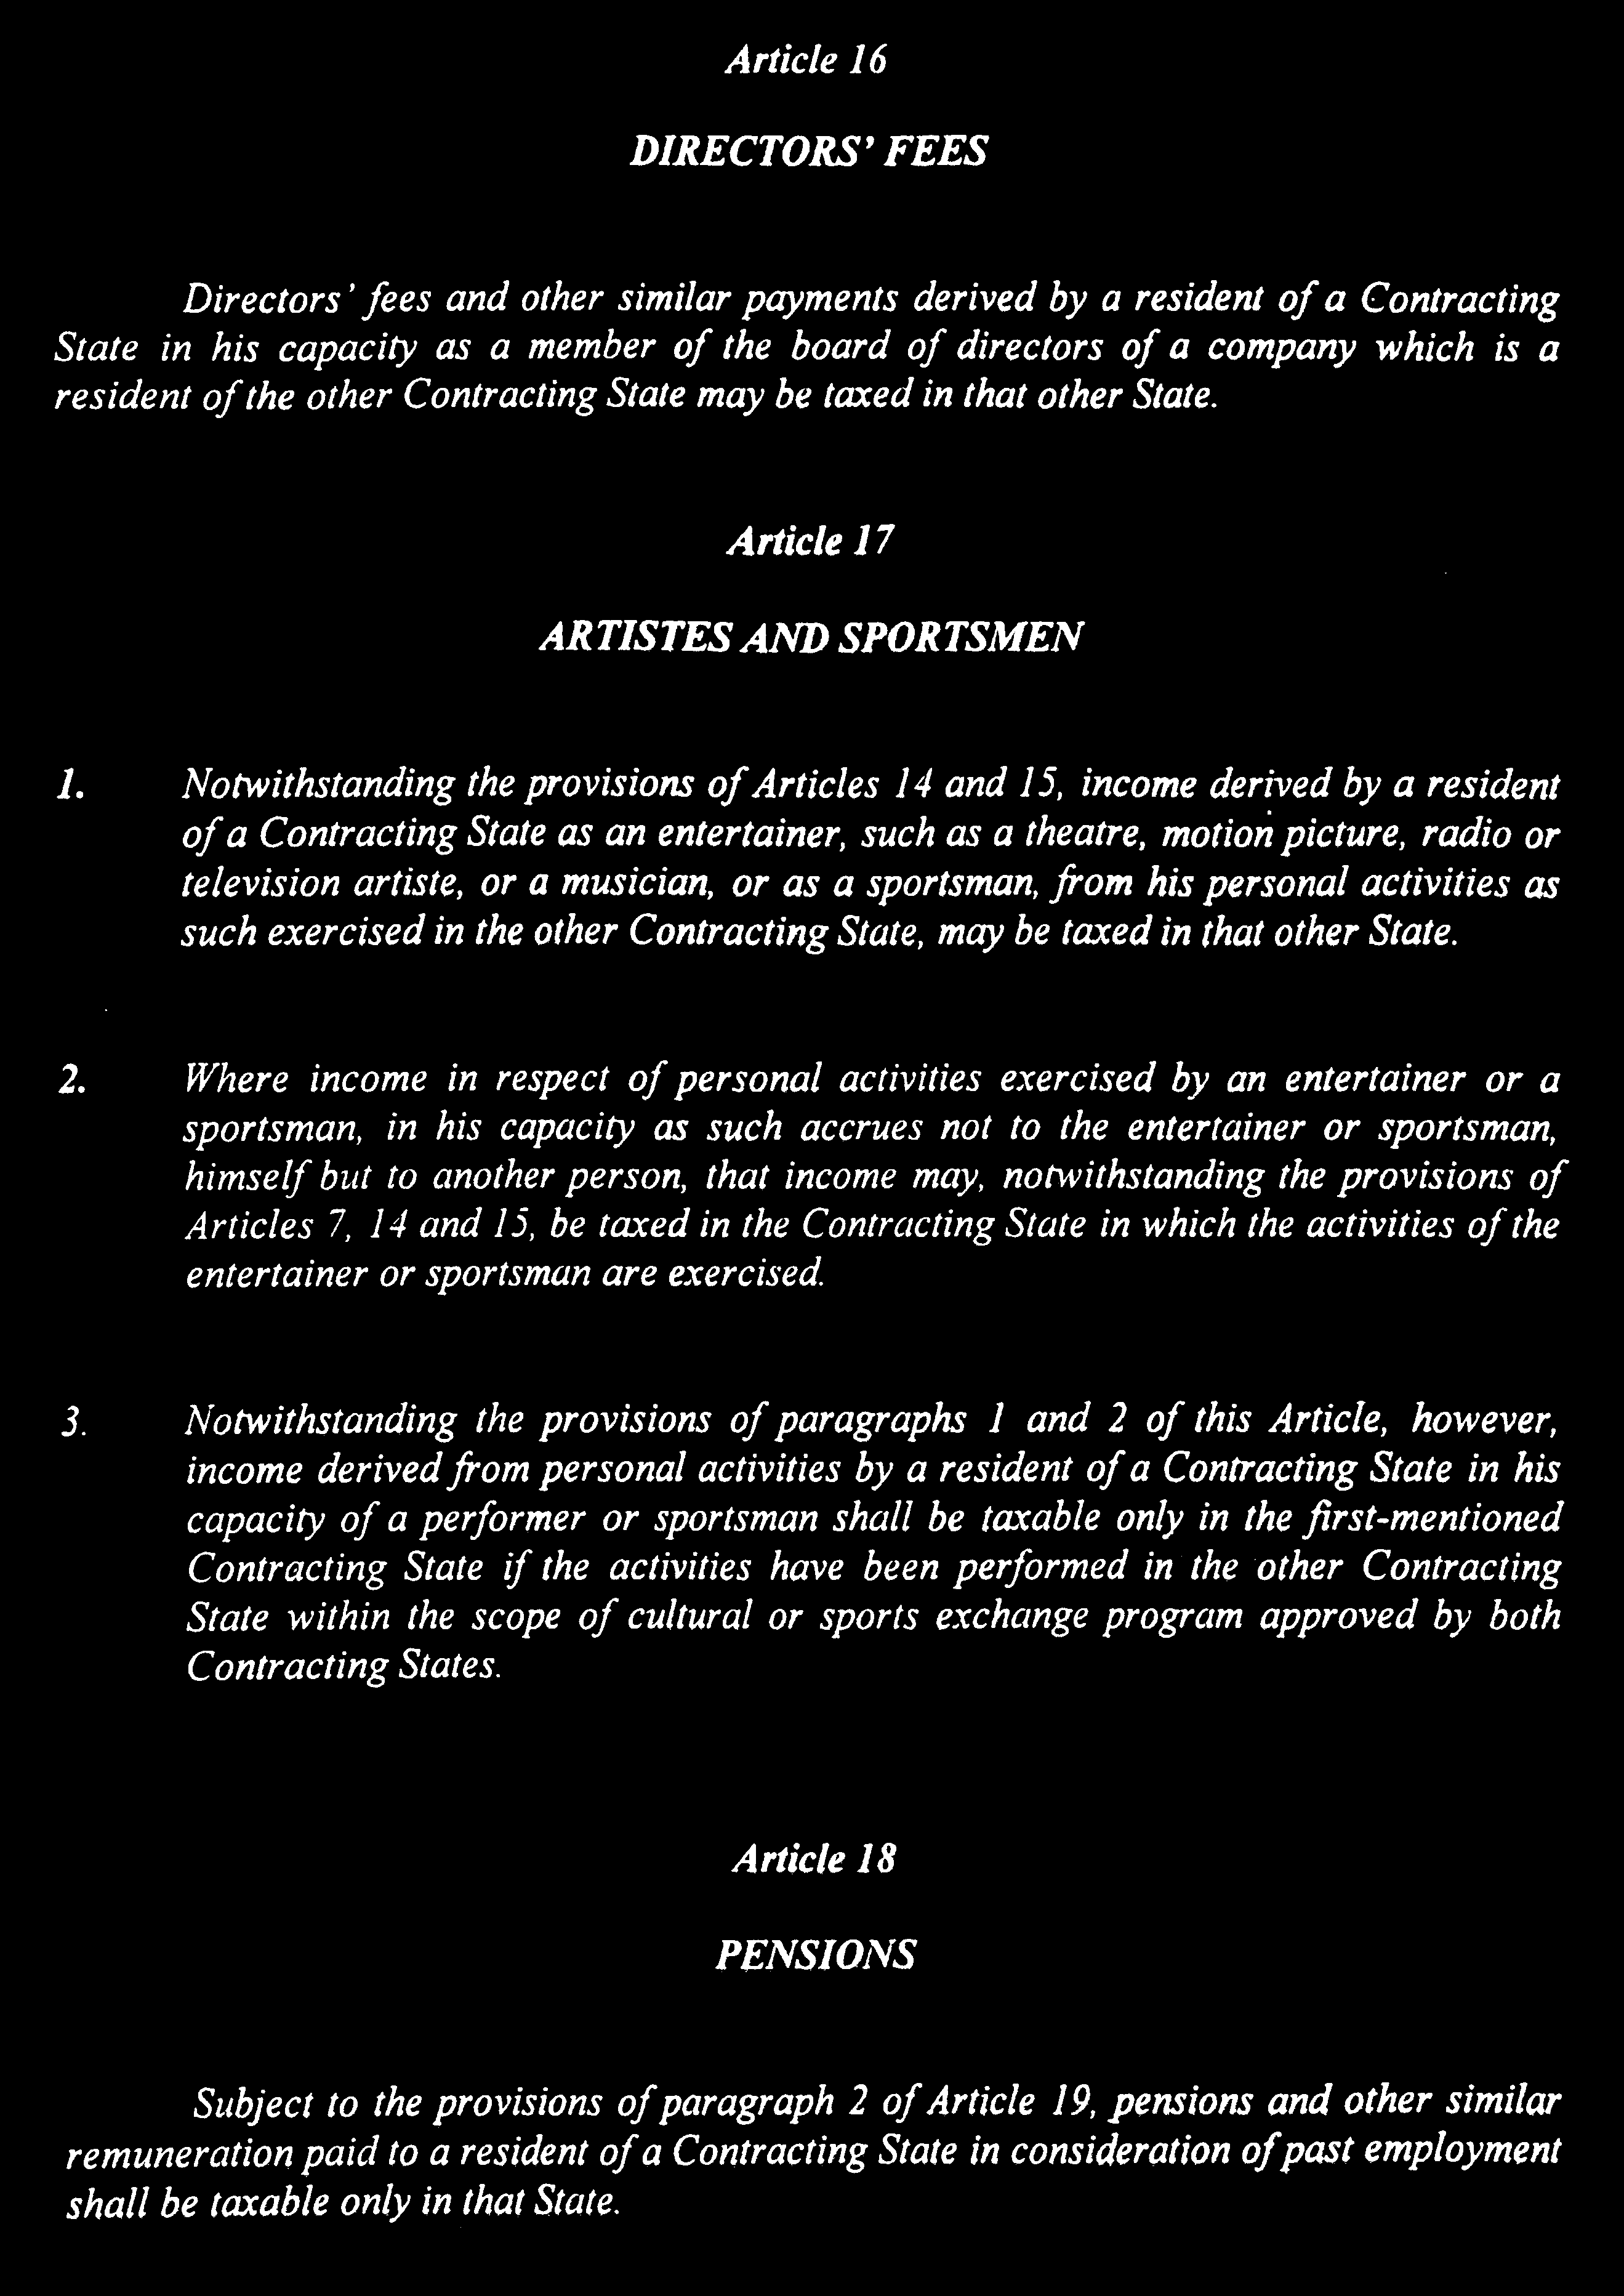 Article 16
DIRECTORS' FEES
Directors' fees and other similar payments derived by a resident of a Contracting
State in his capacity as a member of the board of directors of a company which is a
resident of the other Contracting State may be taxed in that other State.
Article 17
ARTISTES AND SPORTSMEN
1. Notwithstanding the provisions of Articles 14 and 15, income derived by a resident
of a Contracting State as an entertainer, such as a theatre, motion picture, radio or
television artiste, or a musician, or as a sportsman, from his personal activities as
such exercised in the other Contracting State, may be taxed in that other State.
2. Where income in respect of personal activities exercised by an entertainer or a
sportsman, in his capacity as such accrues not to the entertainer or sportsman,
himself but to another person, that income may, notwithstanding the provisions of
Articles 7, 14 and 15, be taxed in the Contracting State in which the activities of the
entertainer or sportsman are exercised.
3. Notwithstanding the provisions of paragraphs 1 and 2 of this Article, however,
income derived from personal activities by a resident of a Contracting State in his
capacity of a performer or sportsman shall be taxable only in the first-mentioned
Contracting State if the activities have been performed in the other Contracting
State within the scope of cultural or sports exchange program approved by both
Contracting States.
Article 18
PENSIONS
Subject to the provisions of paragraph 2 of Article 19, pensions and other similar
remuneration paid to a resident of a Contracting State in consideration of past employment
shall be taxable only in that State.